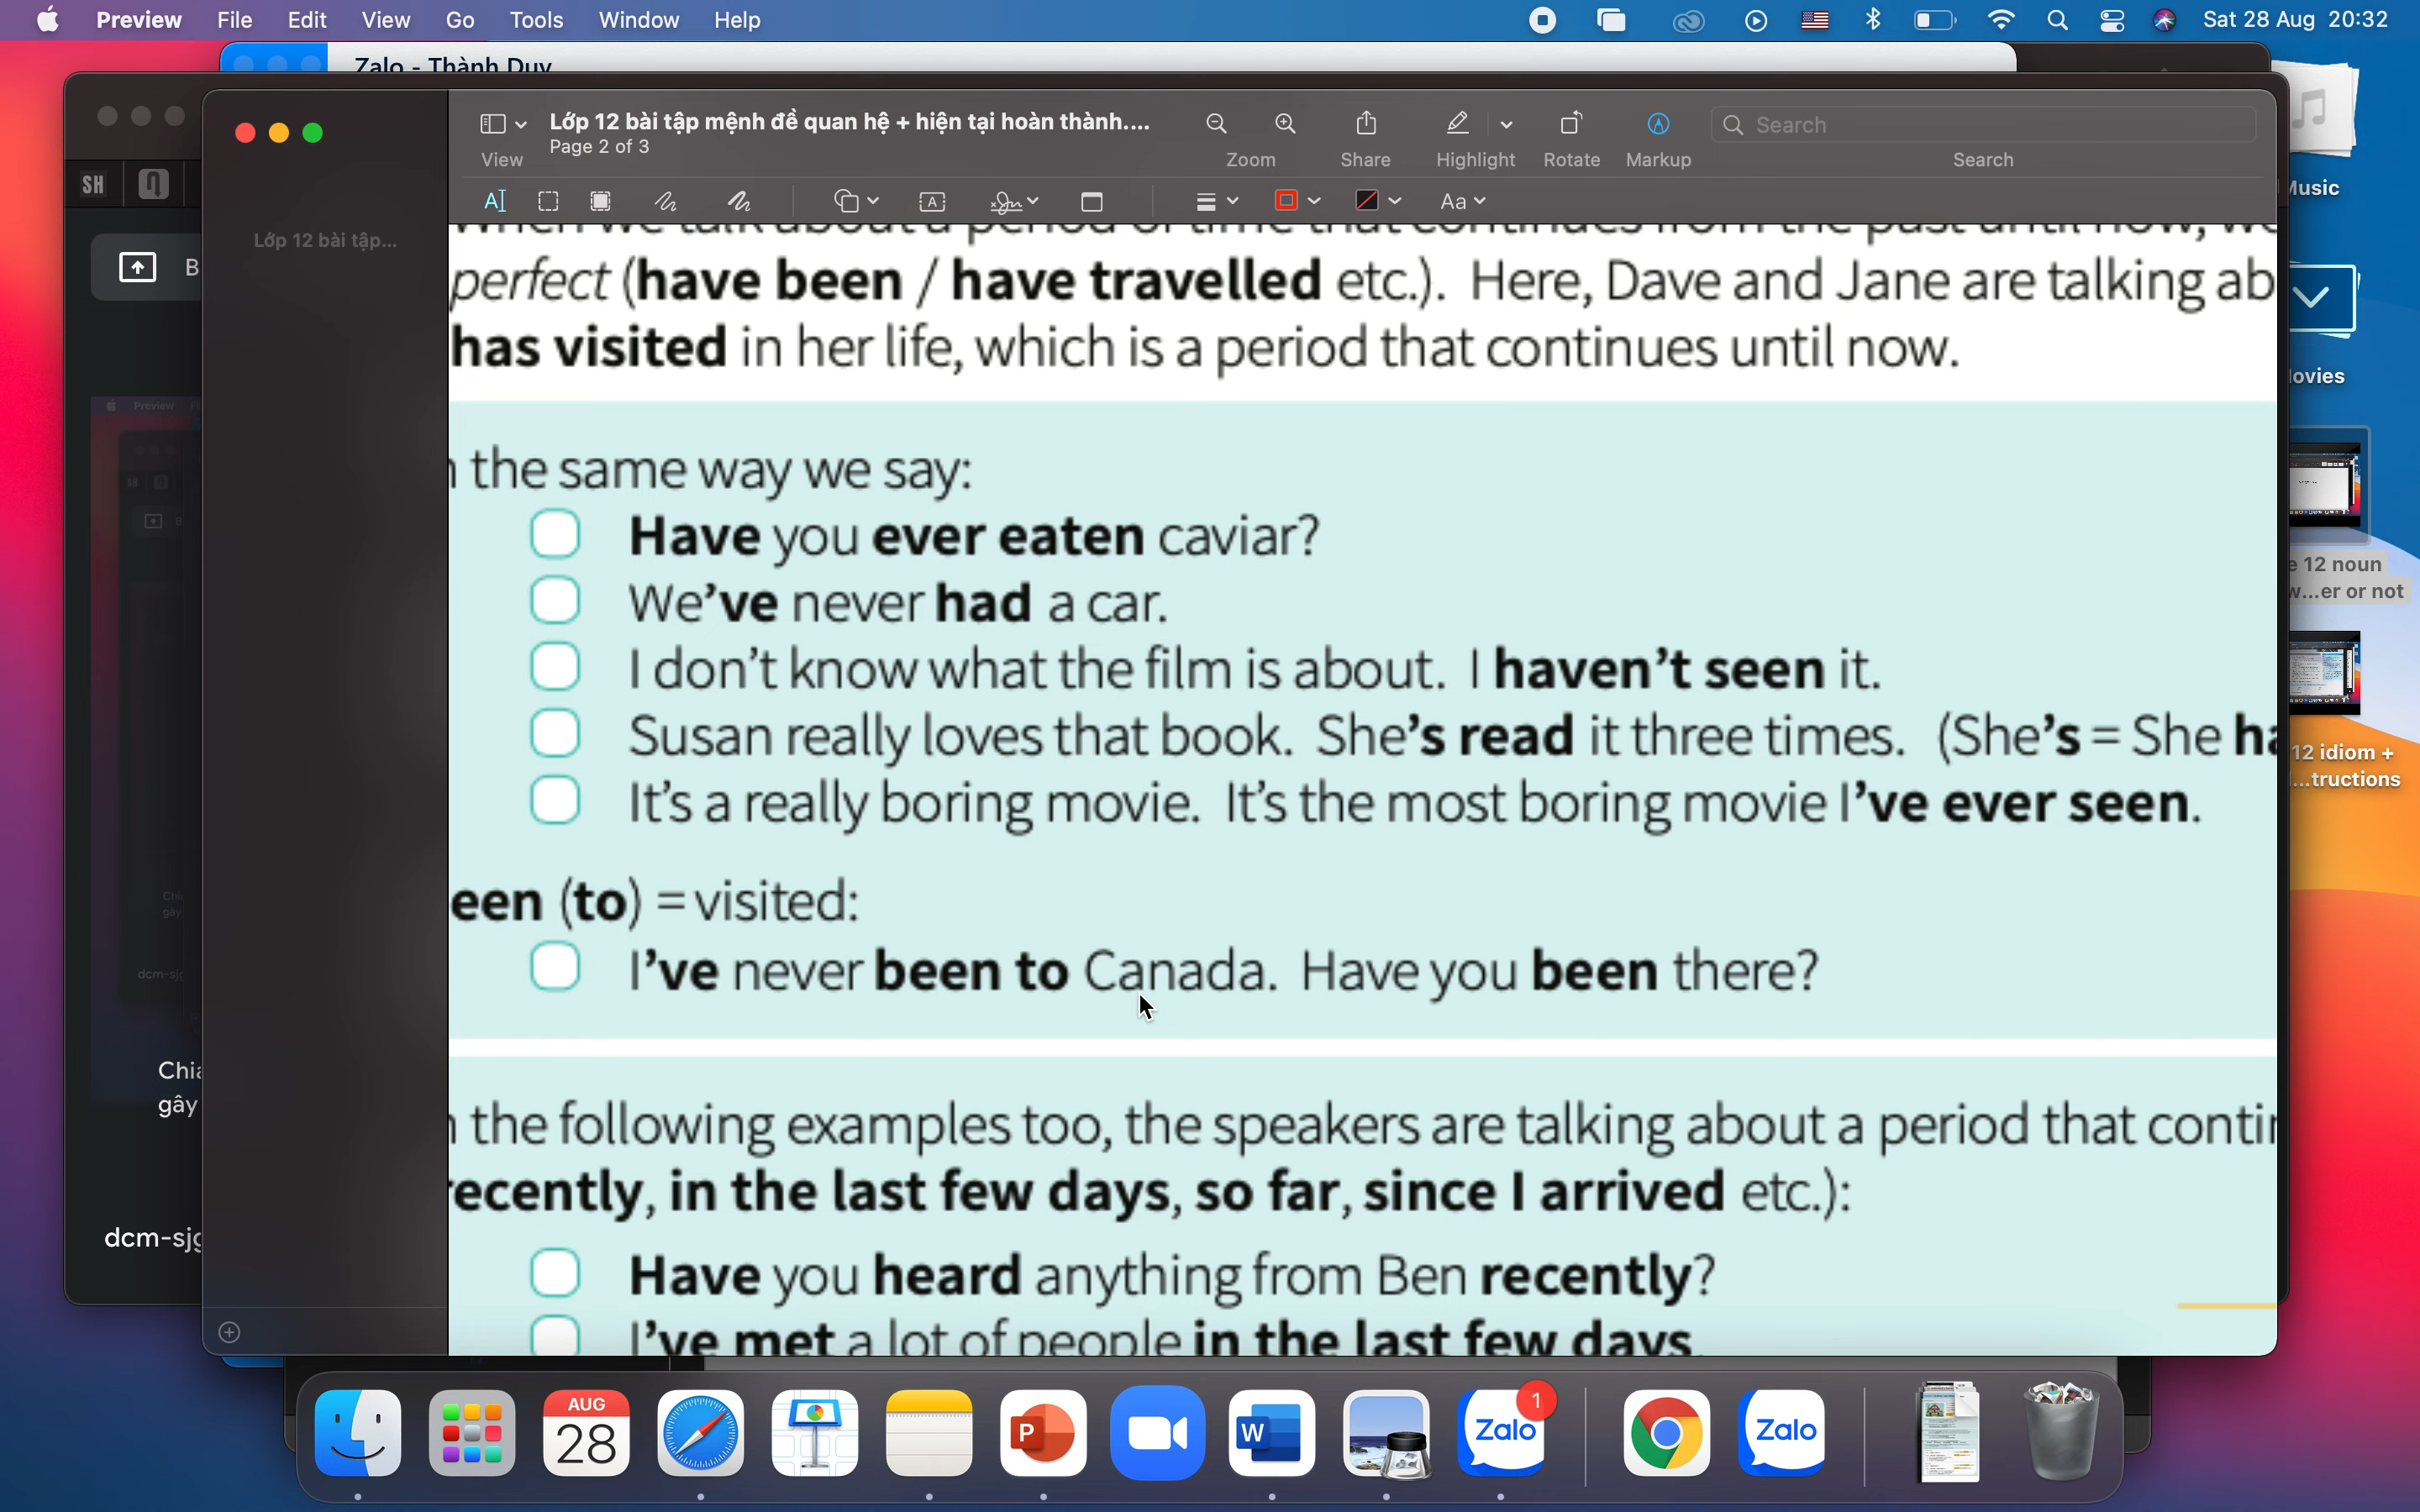 Preview File Edit View Go Tools Window Help Sat 28 Aug 20:32
Zalo - Thành Duy
Lớp 12 bài tập mệnh đề quan hệ + hiện tại hoàn thành....
Page 2 of 3
View Zoom Share Highlight Rotate Markup Search
Search
SH
A
Aa
Lớp 12 bài tập...
B
perfect (have been / have travelled etc.). Here, Dave and Jane are talking ab
has visited in her life, which is a period that continues until now.
the same way we say:
Have you ever eaten caviar?
We've never had a car.
I don't know what the film is about. I haven't seen it.
Susan really loves that book. She's read it three times. (She's = She ha
It's a really boring movie. It's the most boring movie I've ever seen.
een (to) = visited:
I've never been to Canada. Have you been there?
the following examples too, the speakers are talking about a period that contin
recently, in the last few days, so far, since I arrived etc.):
Have you heard anything from Ben recently?
I've met a lot of people in the last few days.
Chia
gây
dcm-sjg
Music
Movies
e 12 noun
w...er or not
12 idiom +
...tructions
AUG
28
P
W
Zalo
1
Zalo